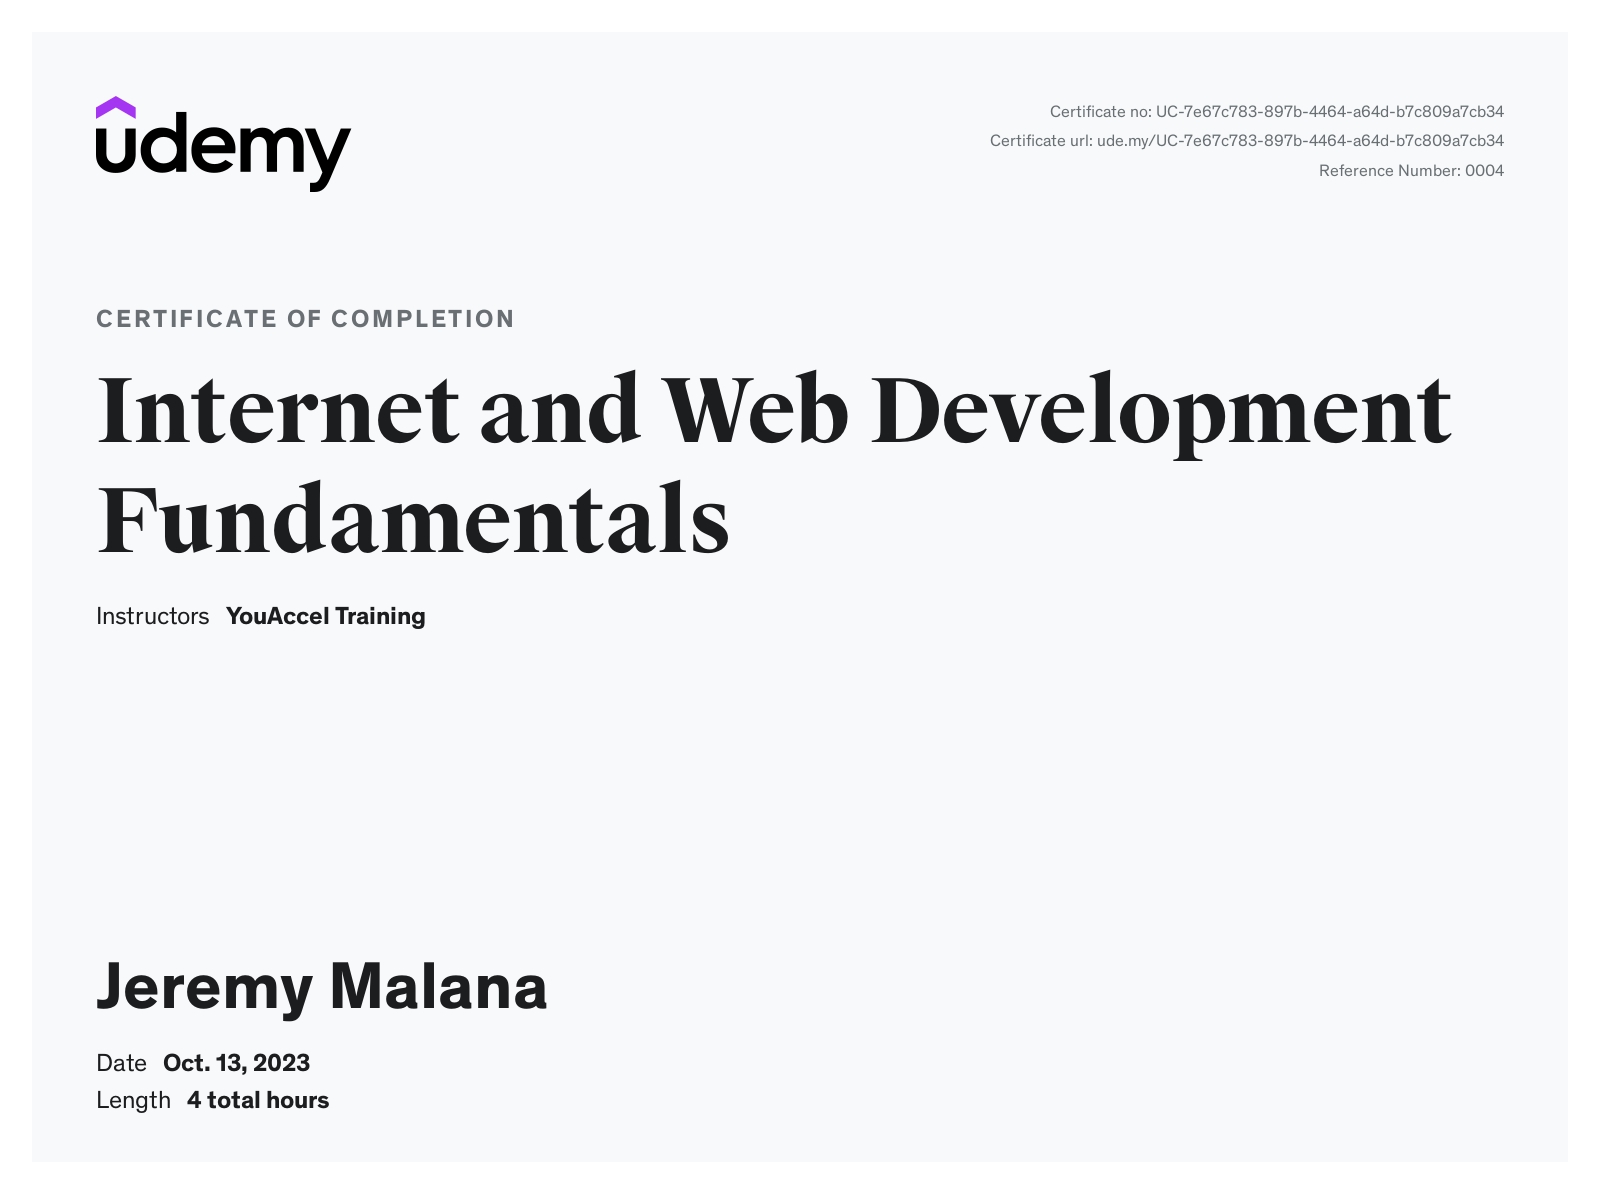 udemy
Certificate no: UC-7e67c783-897b-4464-a64d-b7c809a7cb34
Certificate url: ude.my/UC-7e67c783-897b-4464-a64d-b7c809a7cb34
Reference Number: 0004
CERTIFICATE OF COMPLETION
Internet and Web Development
Fundamentals
Instructors YouAccel Training
Jeremy Malana
Date Oct. 13, 2023
Length 4 total hours